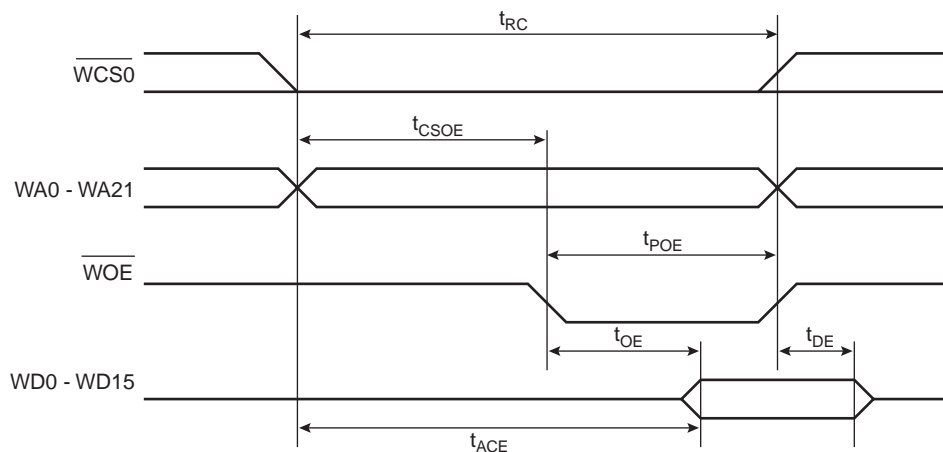 tRC
WCS0
tCSOE
WA0 - WA21
tPOE
WOE
tOE
tDE
WD0 - WD15
tACE